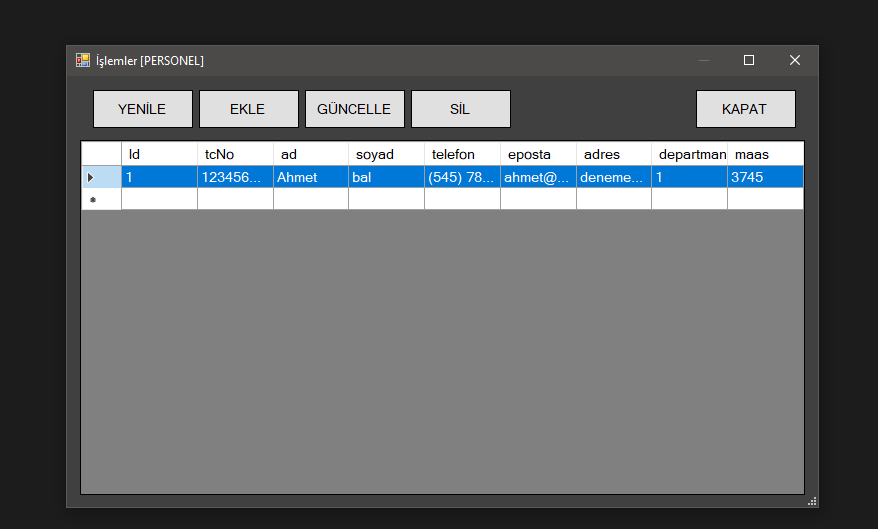 İşlemler [PERSONEL]
YENİLE EKLE GÜNCELLE SİL KAPAT
Id tcNo ad soyad telefon eposta adres departman maas
1 123456... Ahmet bal (545) 78... ahmet@... deneme... 1 3745